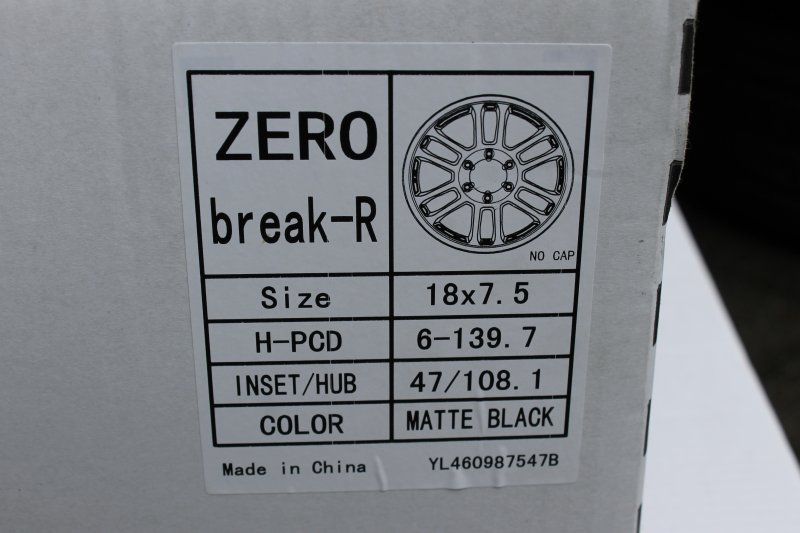 ZERO
break-R
NO CAP
Size 18x7.5
H-PCD 6-139.7
INSET/HUB 47/108.1
COLOR MATTE BLACK
Made in China YL460987547B